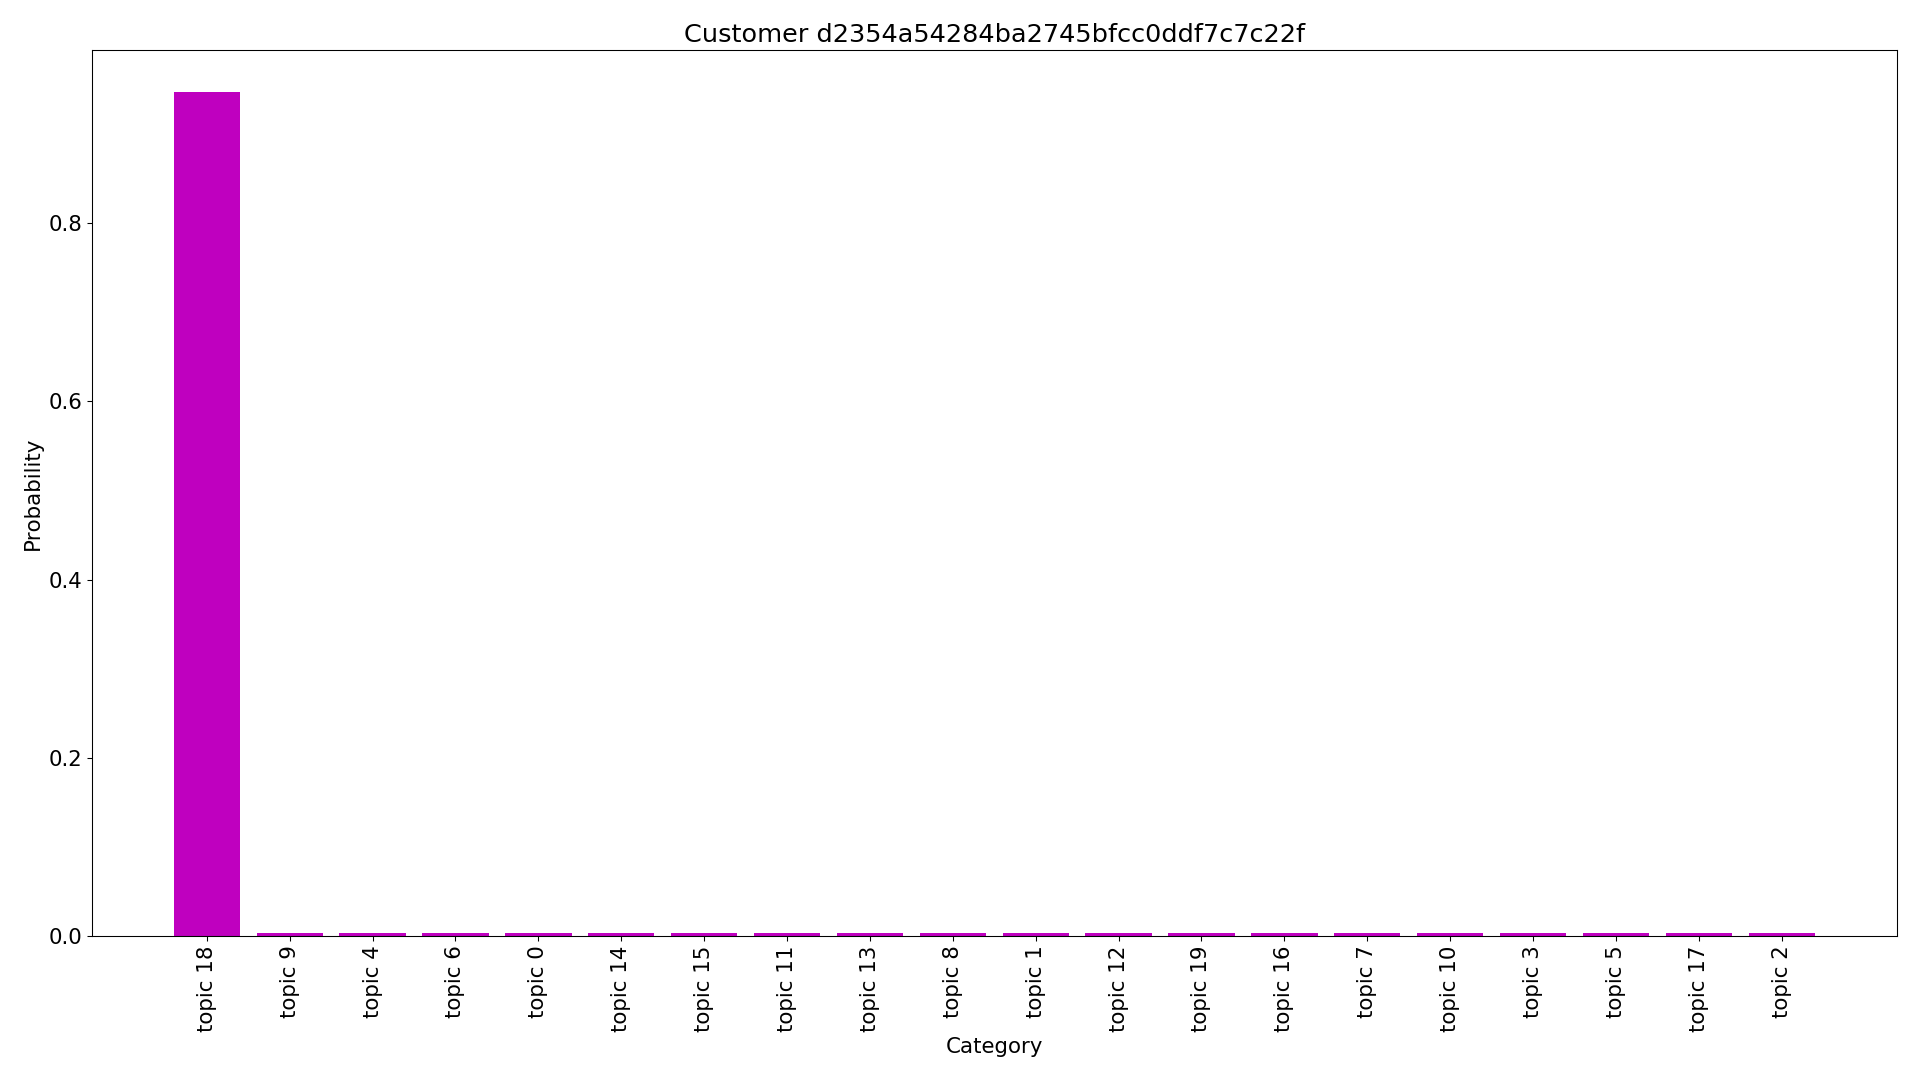 Customer d2354a54284ba2745bfcc0ddf7c7c22f
Probability
0.8
0.6
0.4
0.2
0.0
topic 18
topic 9
topic 4
topic 6
topic 0
topic 14
topic 15
topic 11
topic 13
topic 8
topic 1
topic 12
topic 19
topic 16
topic 7
topic 10
topic 3
topic 5
topic 17
topic 2
Category